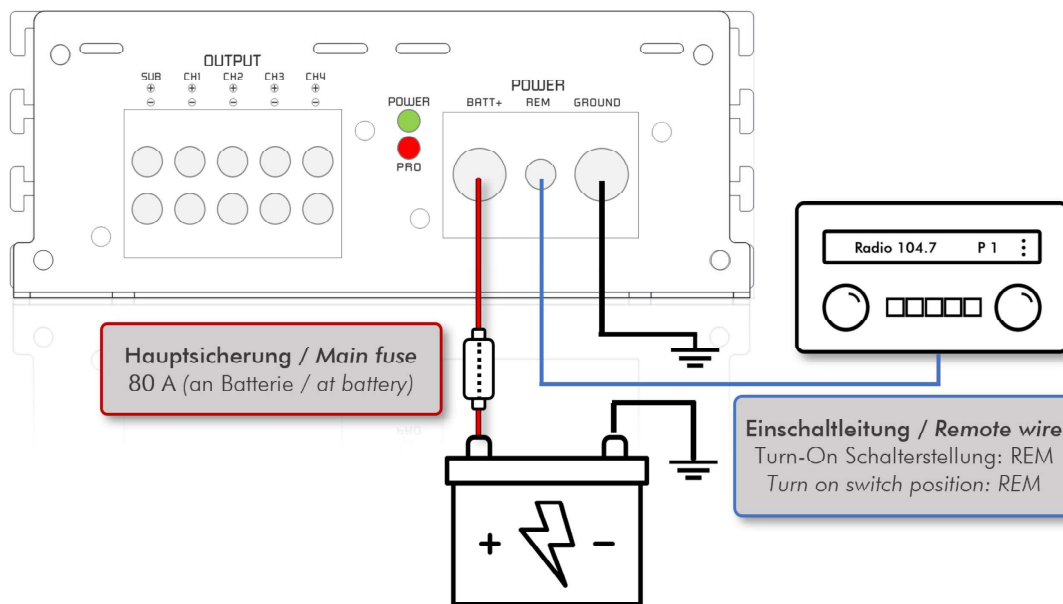 OUTPUT
SUB CH1 CH2 CH3 CH4
+ + + + +
- - - - -
POWER
PRO
POWER
BATT+ REM GROUND
Radio 104.7 P 1
Hauptsicherung / Main fuse
80 A (an Batterie / at battery)
Einschaltleitung / Remote wire
Turn-On Schalterstellung: REM
Turn on switch position: REM
+ -